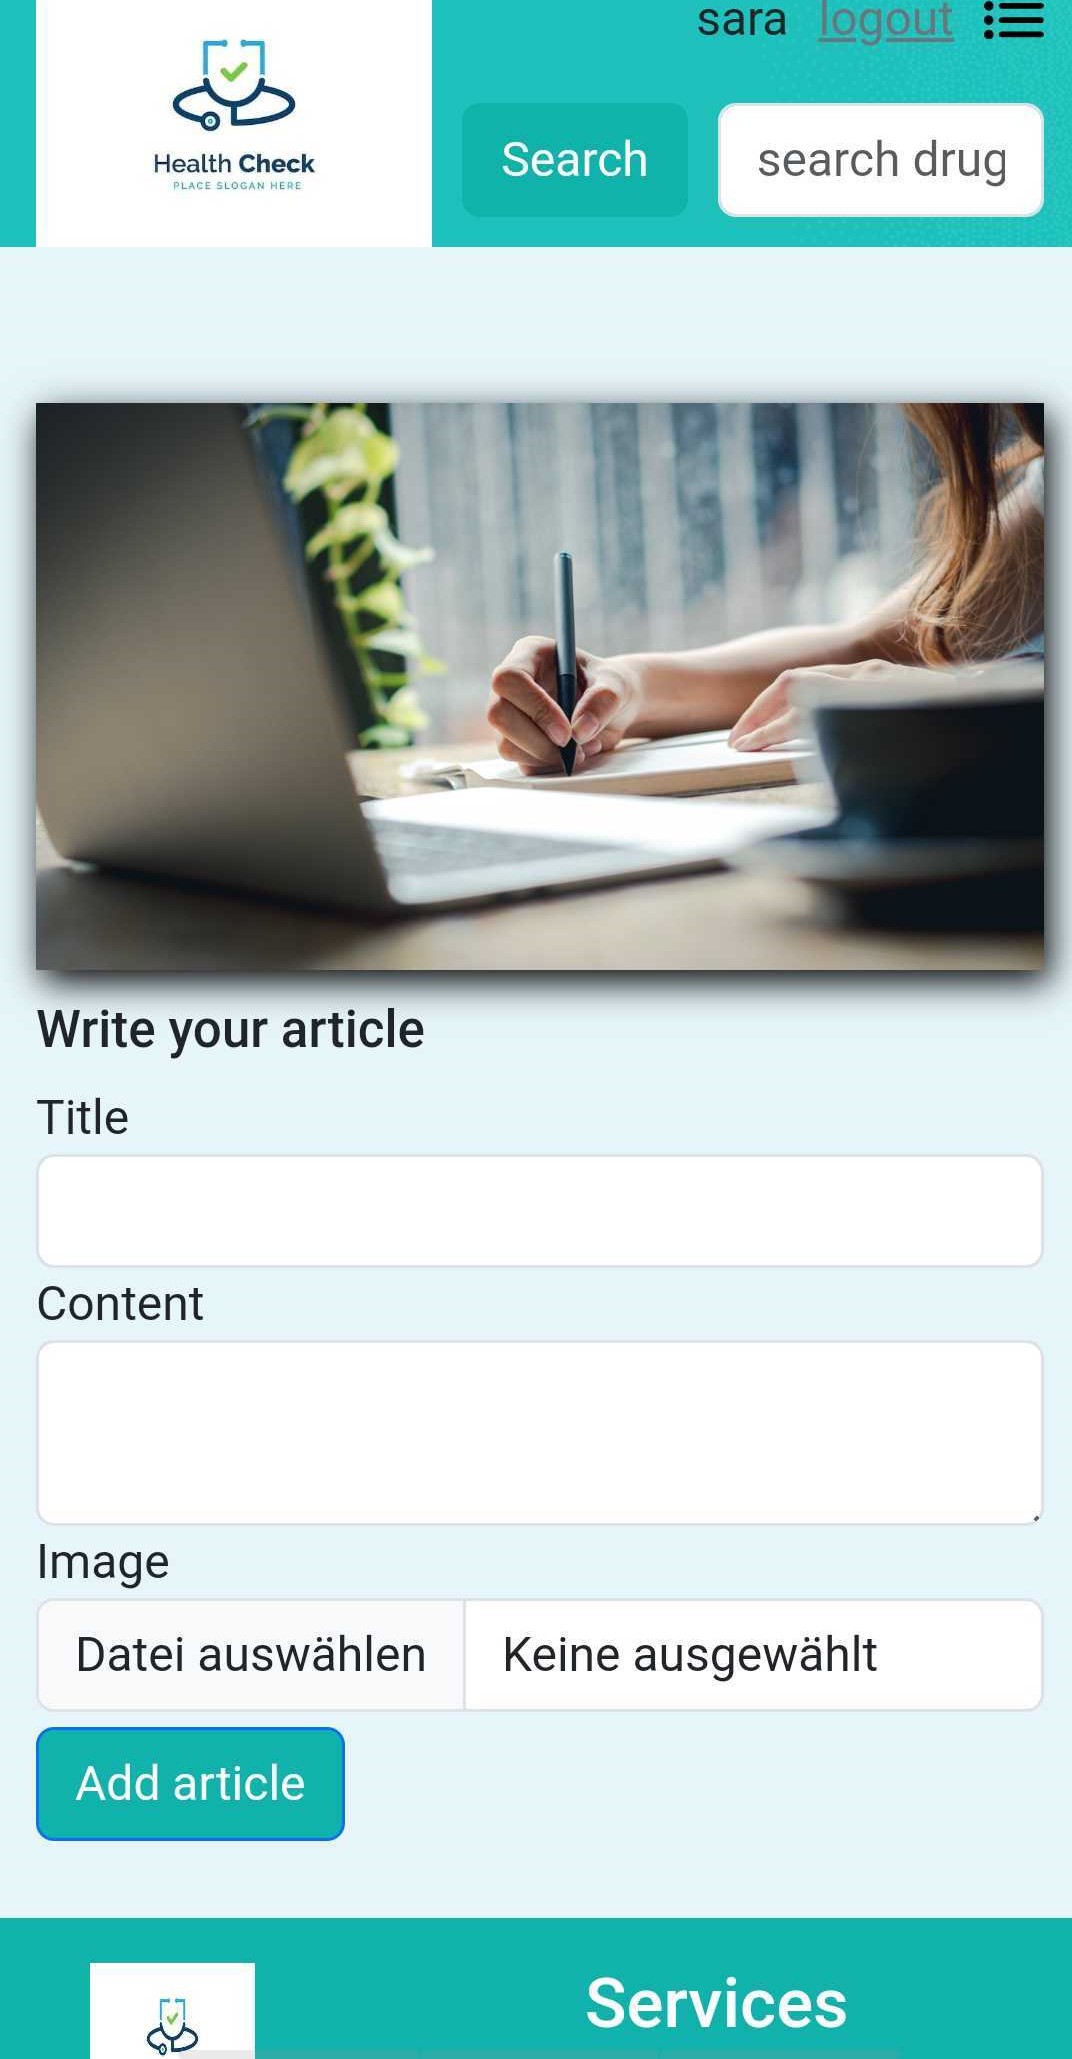 sara logout
Health Check
PLACE SLOGAN HERE
Search
search drug
Write your article
Title
Content
Image
Datei auswählen
Keine ausgewählt
Add article
Services